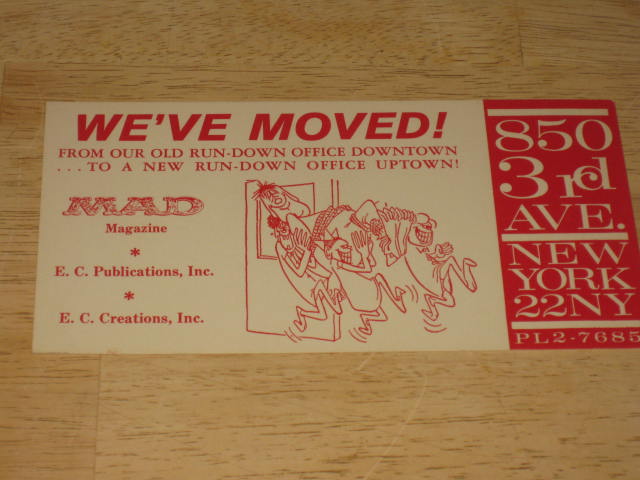 WE'VE MOVED!
FROM OUR OLD RUN-DOWN OFFICE DOWNTOWN
. . . TO A NEW RUN-DOWN OFFICE UPTOWN!
MAD
Magazine
*
E. C. Publications, Inc.
*
E. C. Creations, Inc.
850
3rd
AVE.
NEW
YORK
22NY
PL2-7685